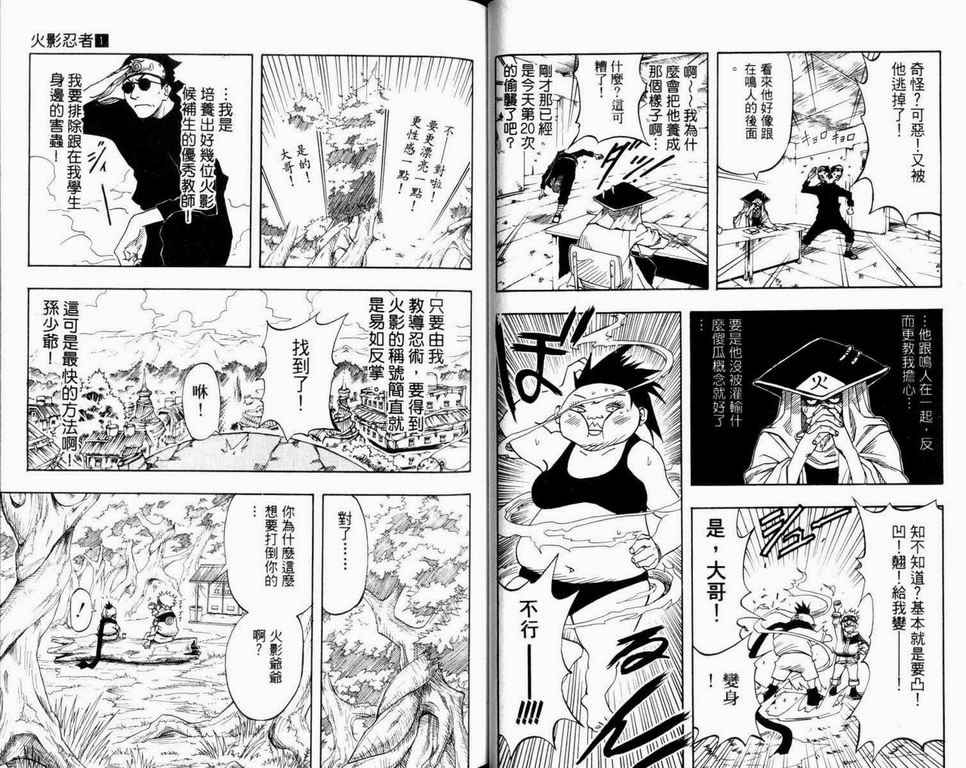 火影忍者1
奇怪?可惡!又被
他逃掉了!
看來他好像跟
在鳴人的後面
。
キョロ
キョロ
啊~~我為什
麼會把他養成
那個樣子啊…
什麼?這可
糟了!
剛才那已經
是今天第20次
的偷襲了吧?
…他跟鳴人在一起,反
而更教我擔心…
要是他沒被灌輸什
麼傻瓜概念就好了
…
火
知不知道?基本就是要凸!
凹!翹!給我變——!
是,大哥!
變身
!
不行——!!!!
不對啦!
要更漂亮一點!
更性感一點!
是的!
大哥!
…我是
培養出好幾位火影
候補生的優秀教師!
我要排除跟在我學生
身邊的害蟲!
只要由我
教導忍術,要得到
火影的稱號簡直就
是易如反掌。
找到了!
咻!
這可是最快的方法啊!
孫少爺!
對了……
你為什麼這麼
想要打倒你的
火影爺爺
啊?
!